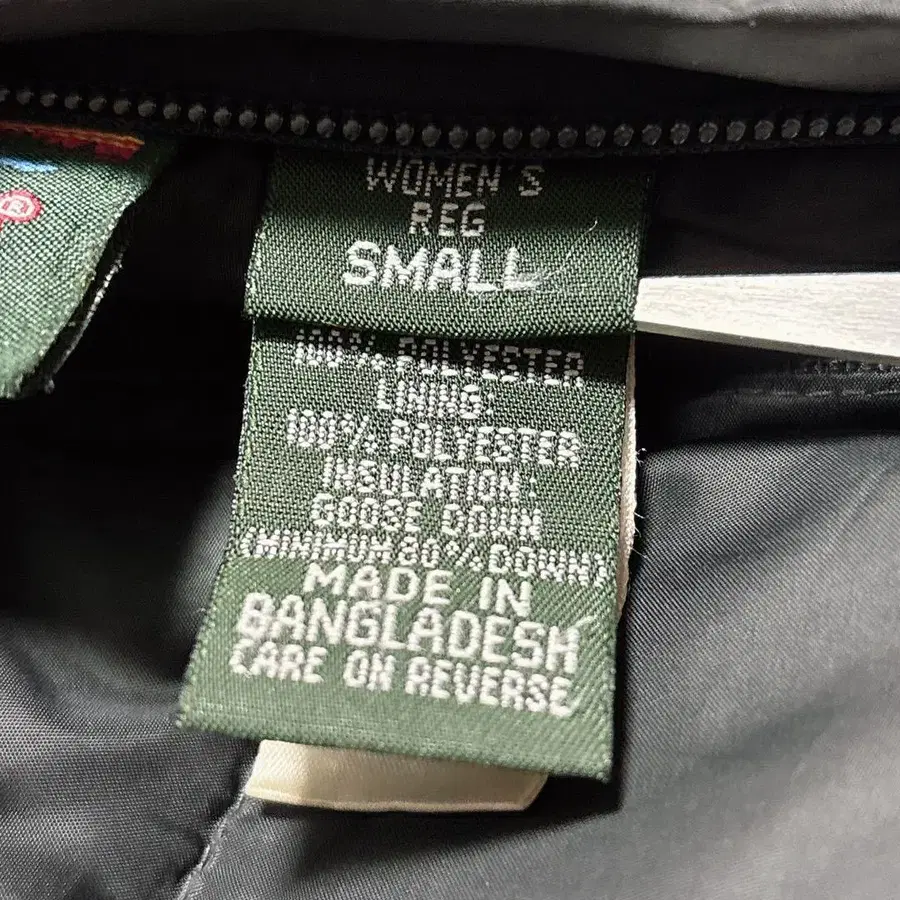 ®
WOMEN'S
REG
SMALL
100% POLYESTER
LINING:
100% POLYESTER
INSULATION:
GOOSE DOWN
(MINIMUM 80% DOWN)
MADE IN
BANGLADESH
CARE ON REVERSE